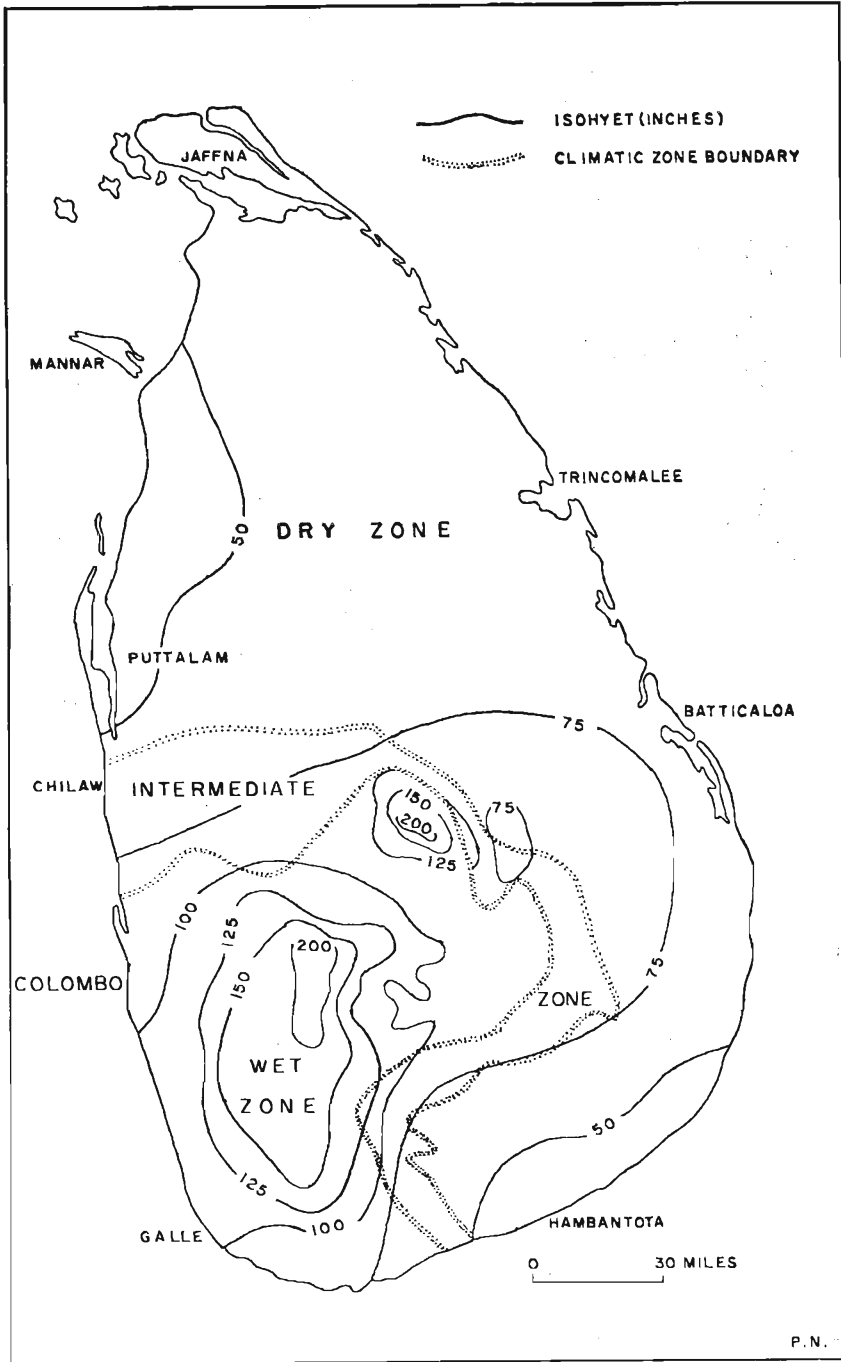 ISOHYET (INCHES)
JAFFNA
CLIMATIC ZONE BOUNDARY
MANNAR
TRINCOMALEE
50
DRY ZONE
PUTTALAM
BATTICALOA
75
CHILAW
INTERMEDIATE
150
75
200
125
100
125
200
150
75
COLOMBO
ZONE
WET
ZONE
50
125
100
GALLE
HAMBANTOTA
0 30 MILES
P.N.